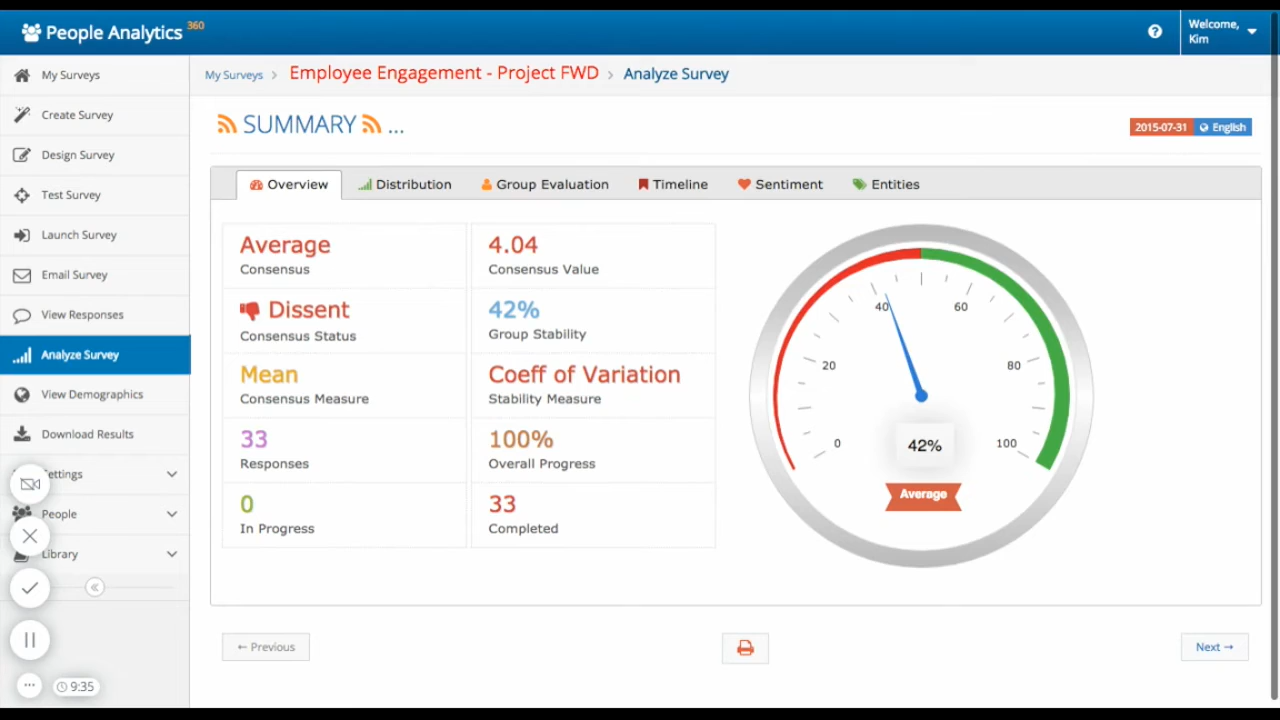 People Analytics 360
Welcome,
Kim
My Surveys
Create Survey
Design Survey
Test Survey
Launch Survey
Email Survey
View Responses
Analyze Survey
View Demographics
Download Results
ettings
People
Library
9:35
My Surveys > Employee Engagement - Project FWD > Analyze Survey
SUMMARY ...
2015-07-31 English
Overview Distribution Group Evaluation Timeline Sentiment Entities
Average
Consensus
4.04
Consensus Value
Dissent
Consensus Status
42%
Group Stability
Mean
Consensus Measure
Coeff of Variation
Stability Measure
33
Responses
100%
Overall Progress
0
In Progress
33
Completed
0
20
40
60
80
100
42%
Average
← Previous
Next →